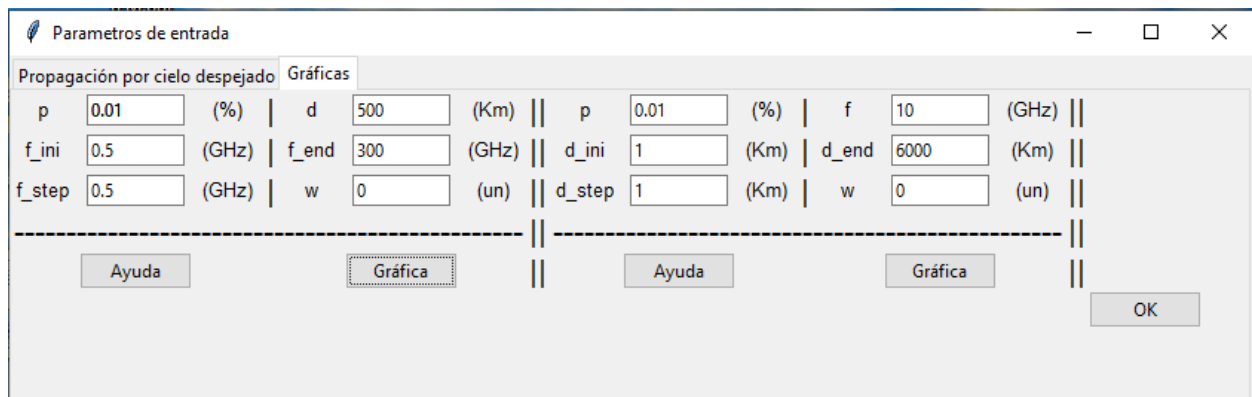 Parametros de entrada
Propagación por cielo despejado Gráficas
p 0.01 (%) | d 500 (Km) || p 0.01 (%) | f 10 (GHz) ||
f_ini 0.5 (GHz) | f_end 300 (GHz) || d_ini 1 (Km) | d_end 6000 (Km) ||
f_step 0.5 (GHz) | w 0 (un) || d_step 1 (Km) | w 0 (un) ||
-------------------------------------------------- || -------------------------------------------------- ||
Ayuda Gráfica || Ayuda Gráfica ||
OK